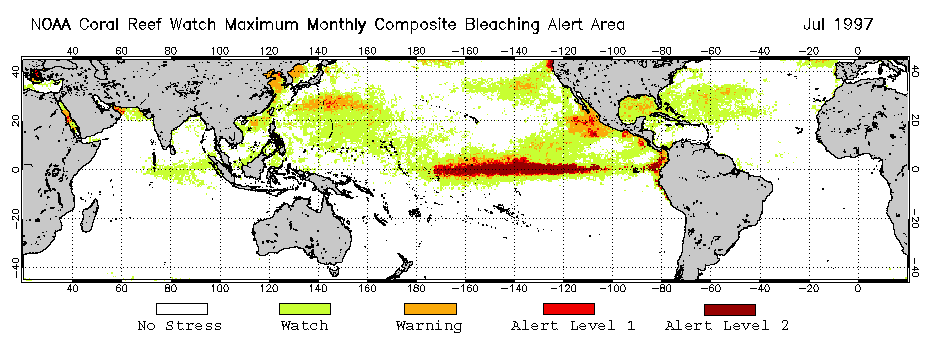 NOAA Coral Reef Watch Maximum Monthly Composite Bleaching Alert Area Jul 1997
40 60 80 100 120 140 160 180 −160 −140 −120 −100 −80 −60 −40 −20 0
40 40
20 20
0 0
−20 −20
−40 −40
40 60 80 100 120 140 160 180 −160 −140 −120 −100 −80 −60 −40 −20 0
No Stress Watch Warning Alert Level 1 Alert Level 2